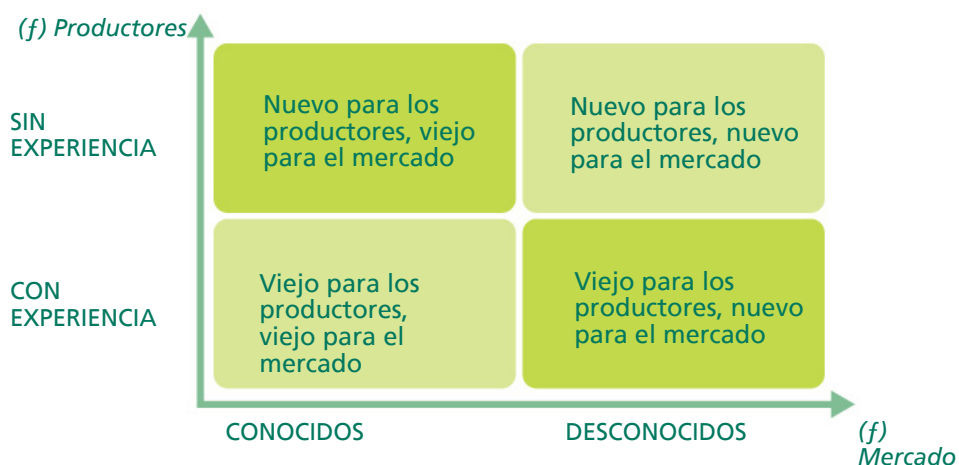 (ƒ) Productores
SIN
EXPERIENCIA
Nuevo para los
productores, viejo
para el mercado
Nuevo para los
productores, nuevo
para el mercado
CON
EXPERIENCIA
Viejo para los
productores,
viejo para el
mercado
Viejo para los
productores, nuevo
para el mercado
CONOCIDOS
DESCONOCIDOS
(ƒ)
Mercado